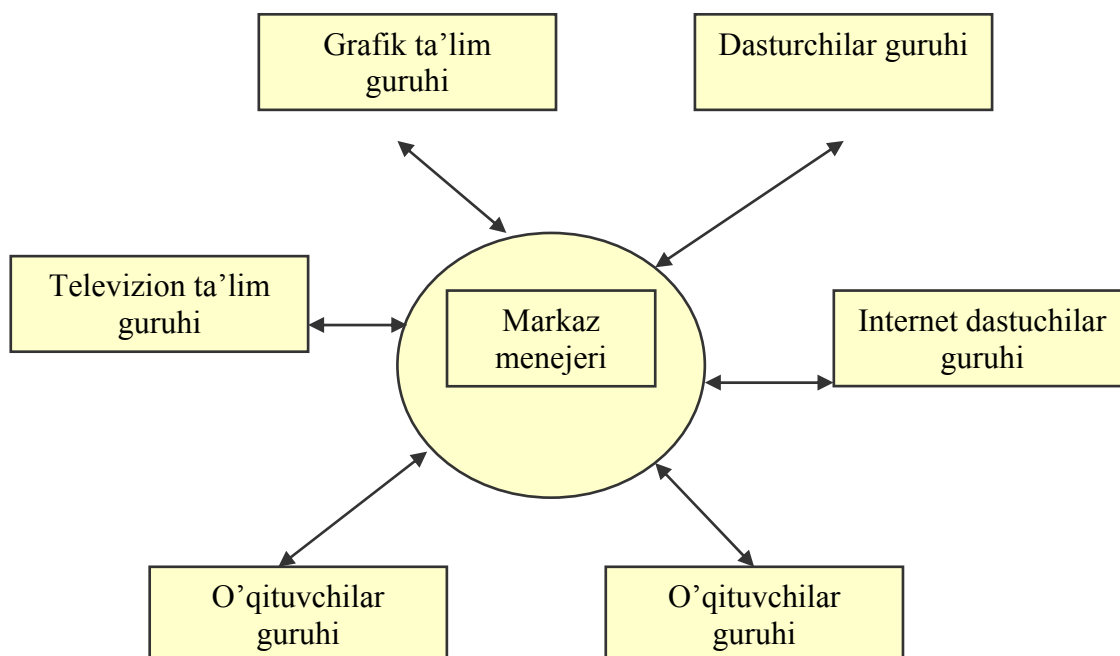 Grafik ta’lim
guruhi
Dasturchilar guruhi
Televizion ta’lim
guruhi
Markaz
menejeri
Internet dastuchilar
guruhi
O’qituvchilar
guruhi
O’qituvchilar
guruhi